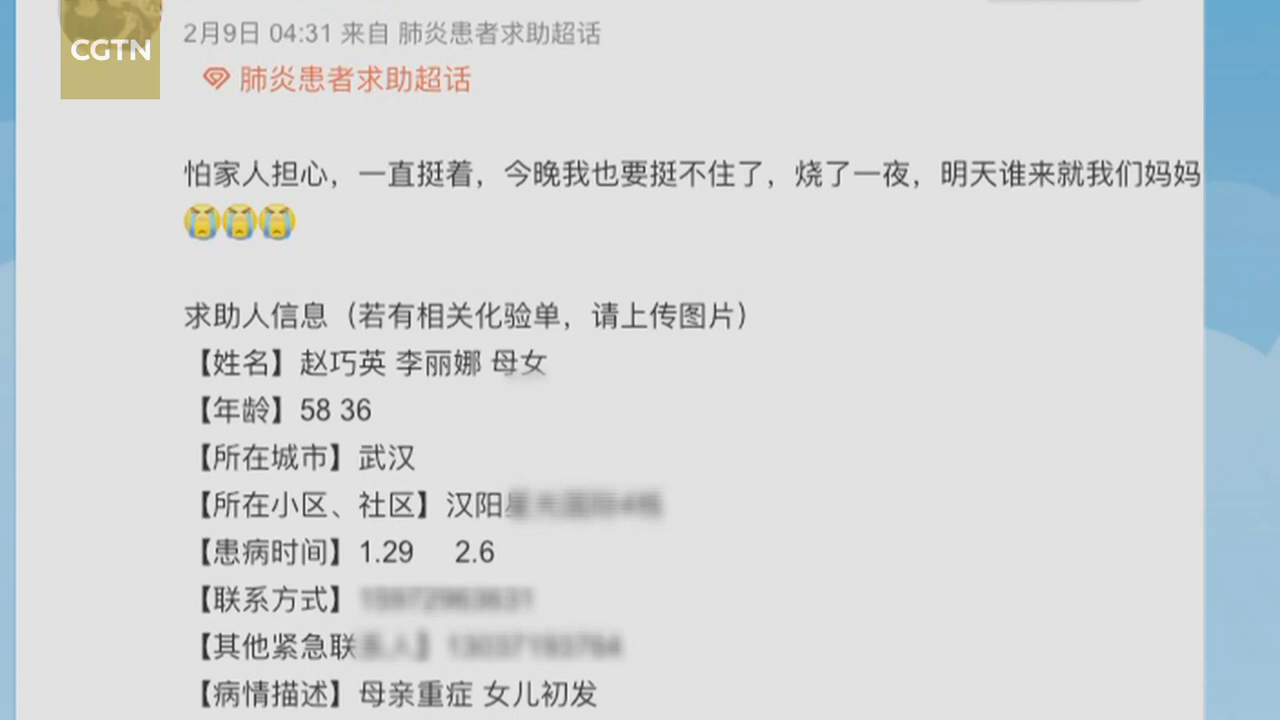 CGTN
2月9日 04:31 来自 肺炎患者求助超话
肺炎患者求助超话
怕家人担心，一直挺着，今晚我也要挺不住了，烧了一夜，明天谁来就我们妈妈
求助人信息（若有相关化验单，请上传图片）
【姓名】赵巧英 李丽娜 母女
【年龄】58 36
【所在城市】武汉
【所在小区、社区】汉阳
【患病时间】1.29 2.6
【联系方式】
【其他紧急联
【病情描述】母亲重症 女儿初发